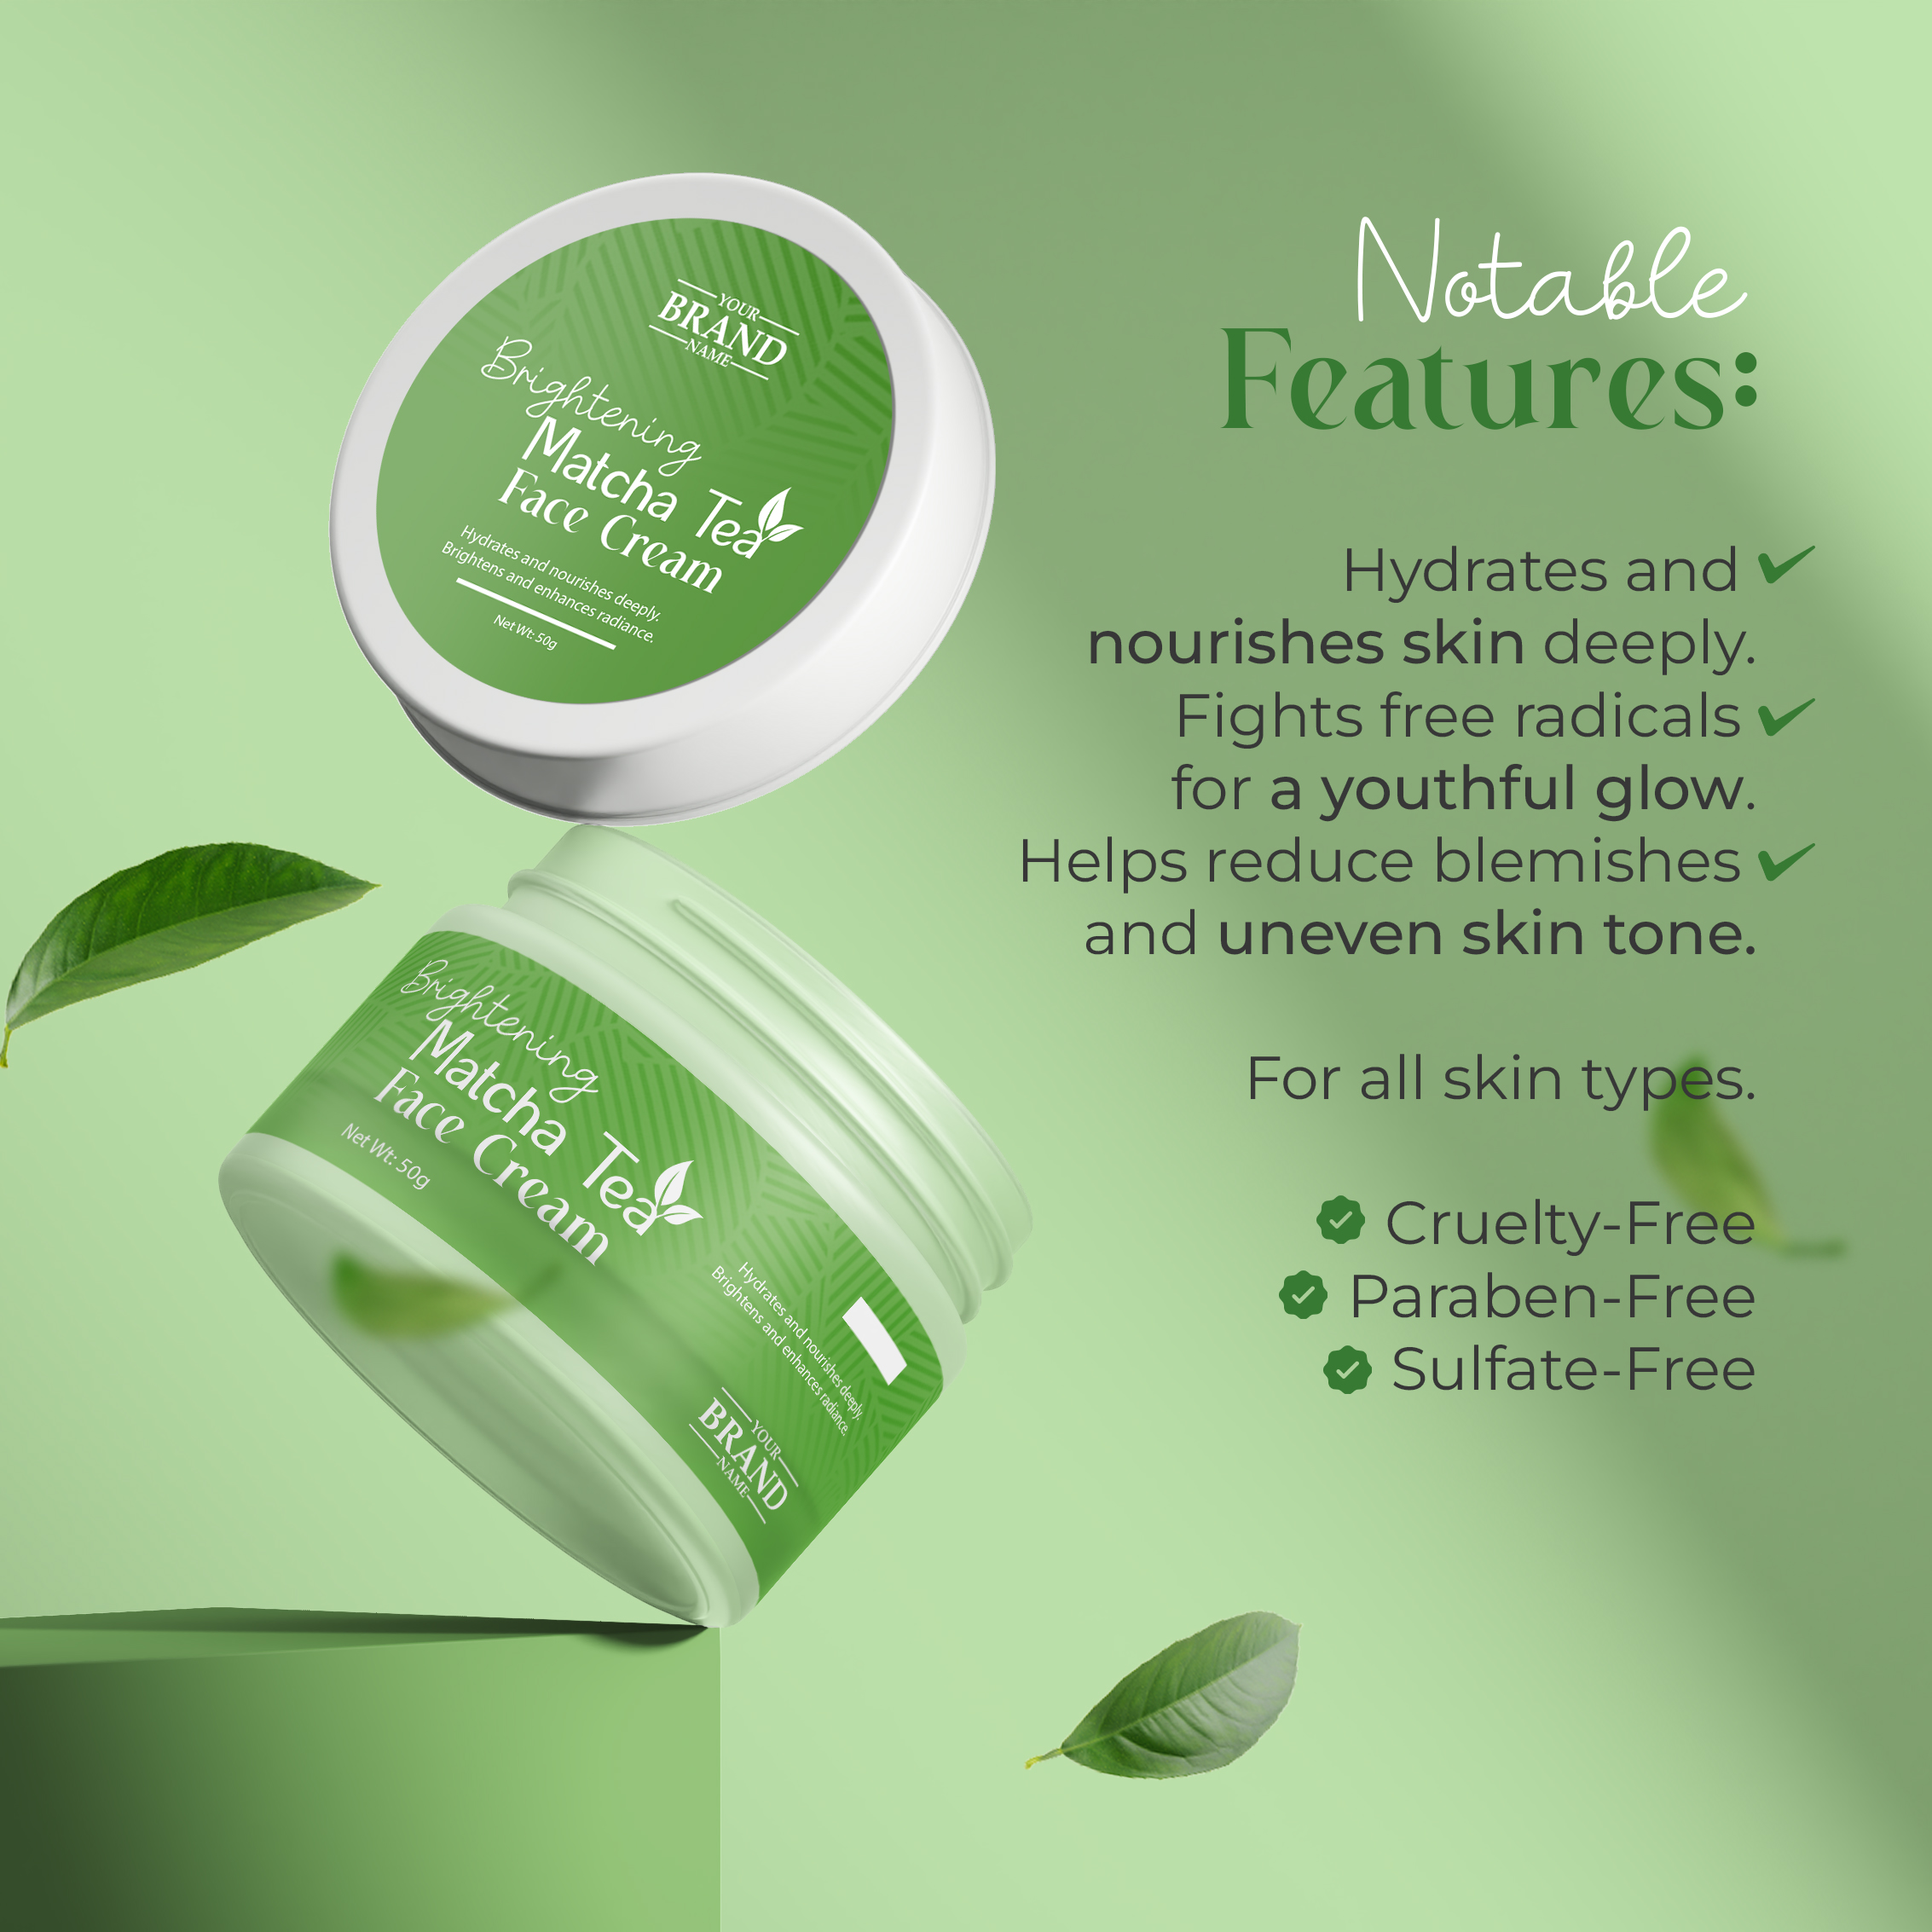 YOUR
BRAND
NAME
Brightening
Matcha Tea
Face Cream
Hydrates and nourishes deeply.
Brightens and enhances radiance.
Net Wt: 50g
Brightening
Matcha Tea
Face Cream
Net Wt: 50g
Hydrates and nourishes deeply.
Brightens and enhances radiance.
YOUR
BRAND
NAME
Notable
Features:
Hydrates and
nourishes skin deeply.
Fights free radicals
for a youthful glow.
Helps reduce blemishes
and uneven skin tone.
For all skin types.
Cruelty-Free
Paraben-Free
Sulfate-Free